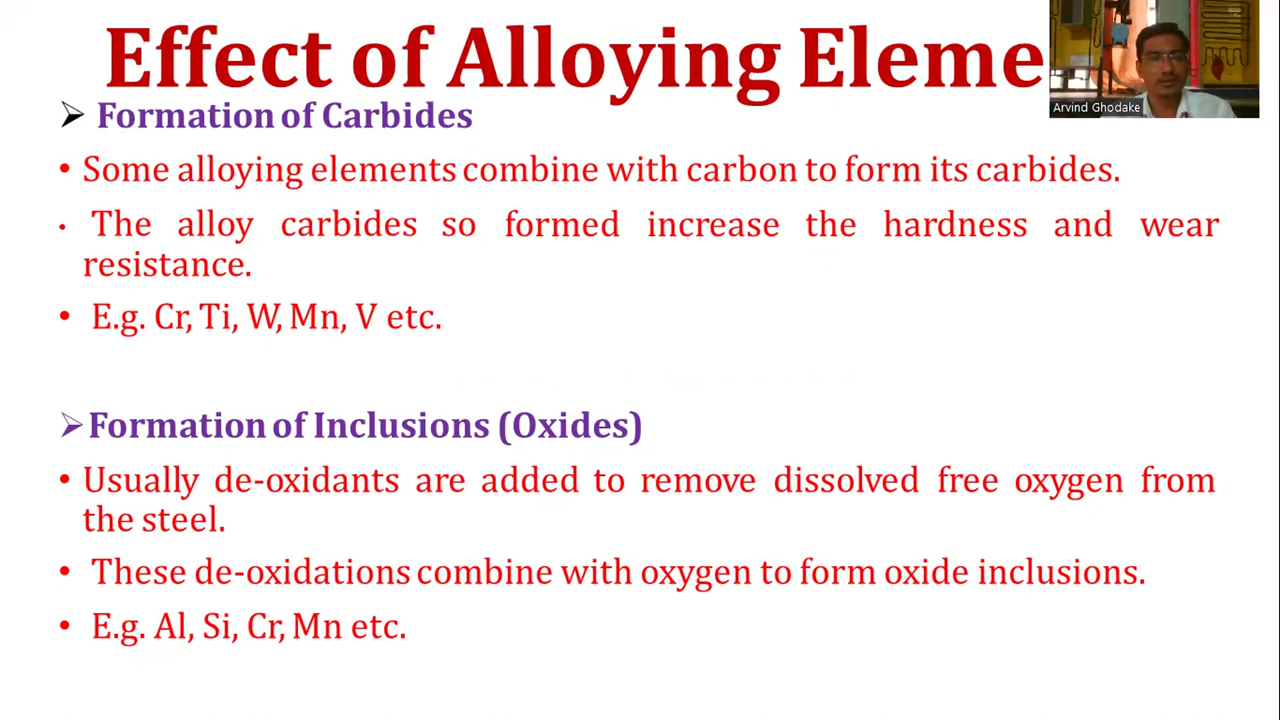 Effect of Alloying Eleme
Arvind Ghodake
➢ Formation of Carbides
• Some alloying elements combine with carbon to form its carbides.
• The alloy carbides so formed increase the hardness and wear
resistance.
• E.g. Cr, Ti, W, Mn, V etc.
➢ Formation of Inclusions (Oxides)
• Usually de-oxidants are added to remove dissolved free oxygen from
the steel.
• These de-oxidations combine with oxygen to form oxide inclusions.
• E.g. Al, Si, Cr, Mn etc.